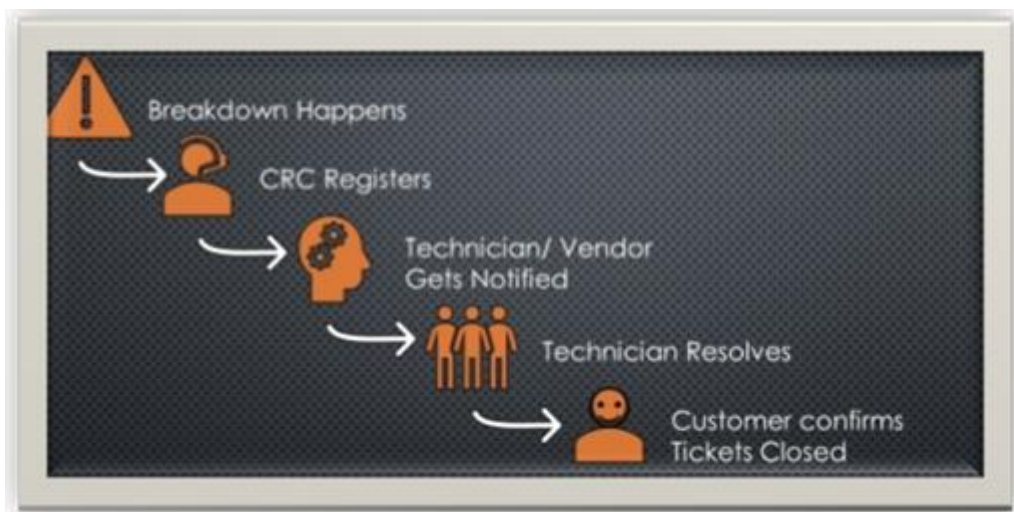 Breakdown Happens
CRC Registers
Technician/ Vendor
Gets Notified
Technician Resolves
Customer confirms
Tickets Closed